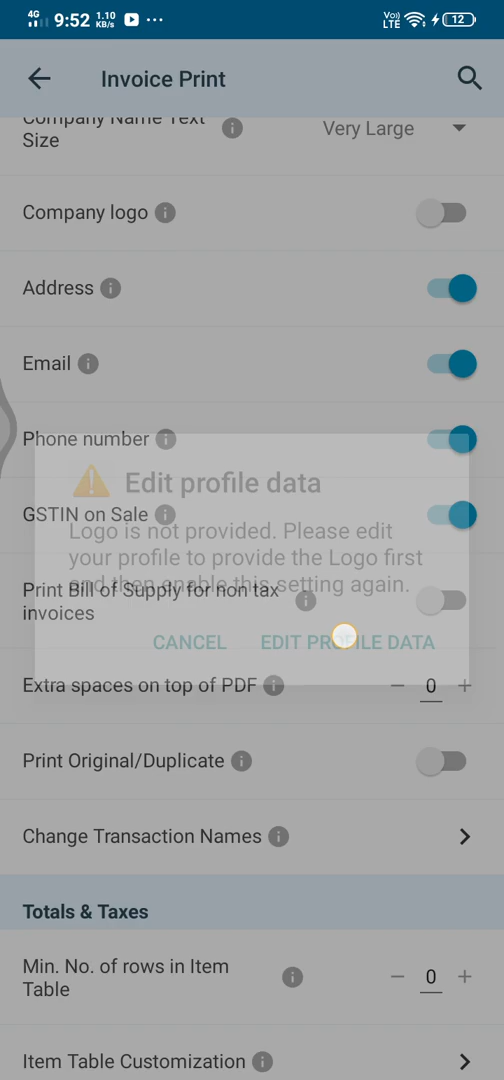 4G 9:52 1.10 KB/s ... Vo) LTE 12
Invoice Print
Company Name Text
Size
Very Large
Company logo
Address
Email
Phone number
Edit profile data
GSTIN on Sale
Logo is not provided. Please edit
your profile to provide the Logo first
and then enable this setting again.
Print Bill of Supply for non tax
invoices
CANCEL EDIT PROFILE DATA
Extra spaces on top of PDF
− 0 +
Print Original/Duplicate
Change Transaction Names
Totals & Taxes
Min. No. of rows in Item
Table
− 0 +
Item Table Customization